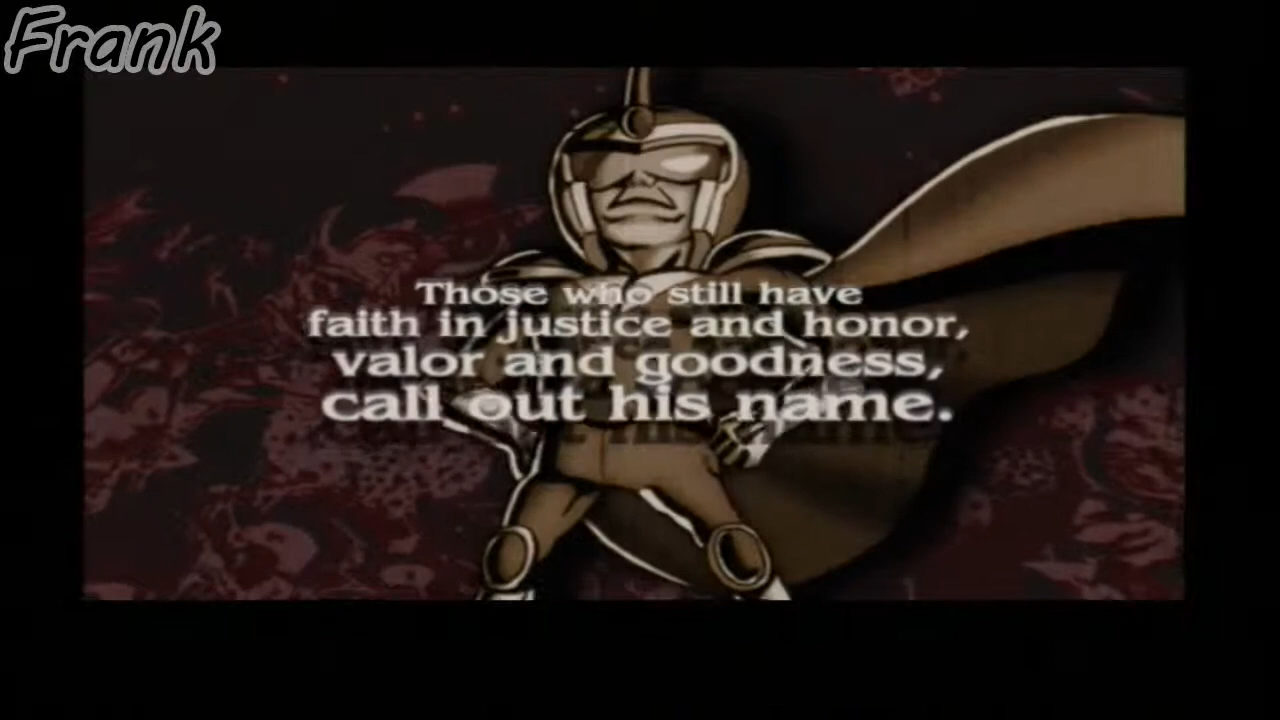 Frank
Those who still have
faith in justice and honor,
valor and goodness,
call out his name.